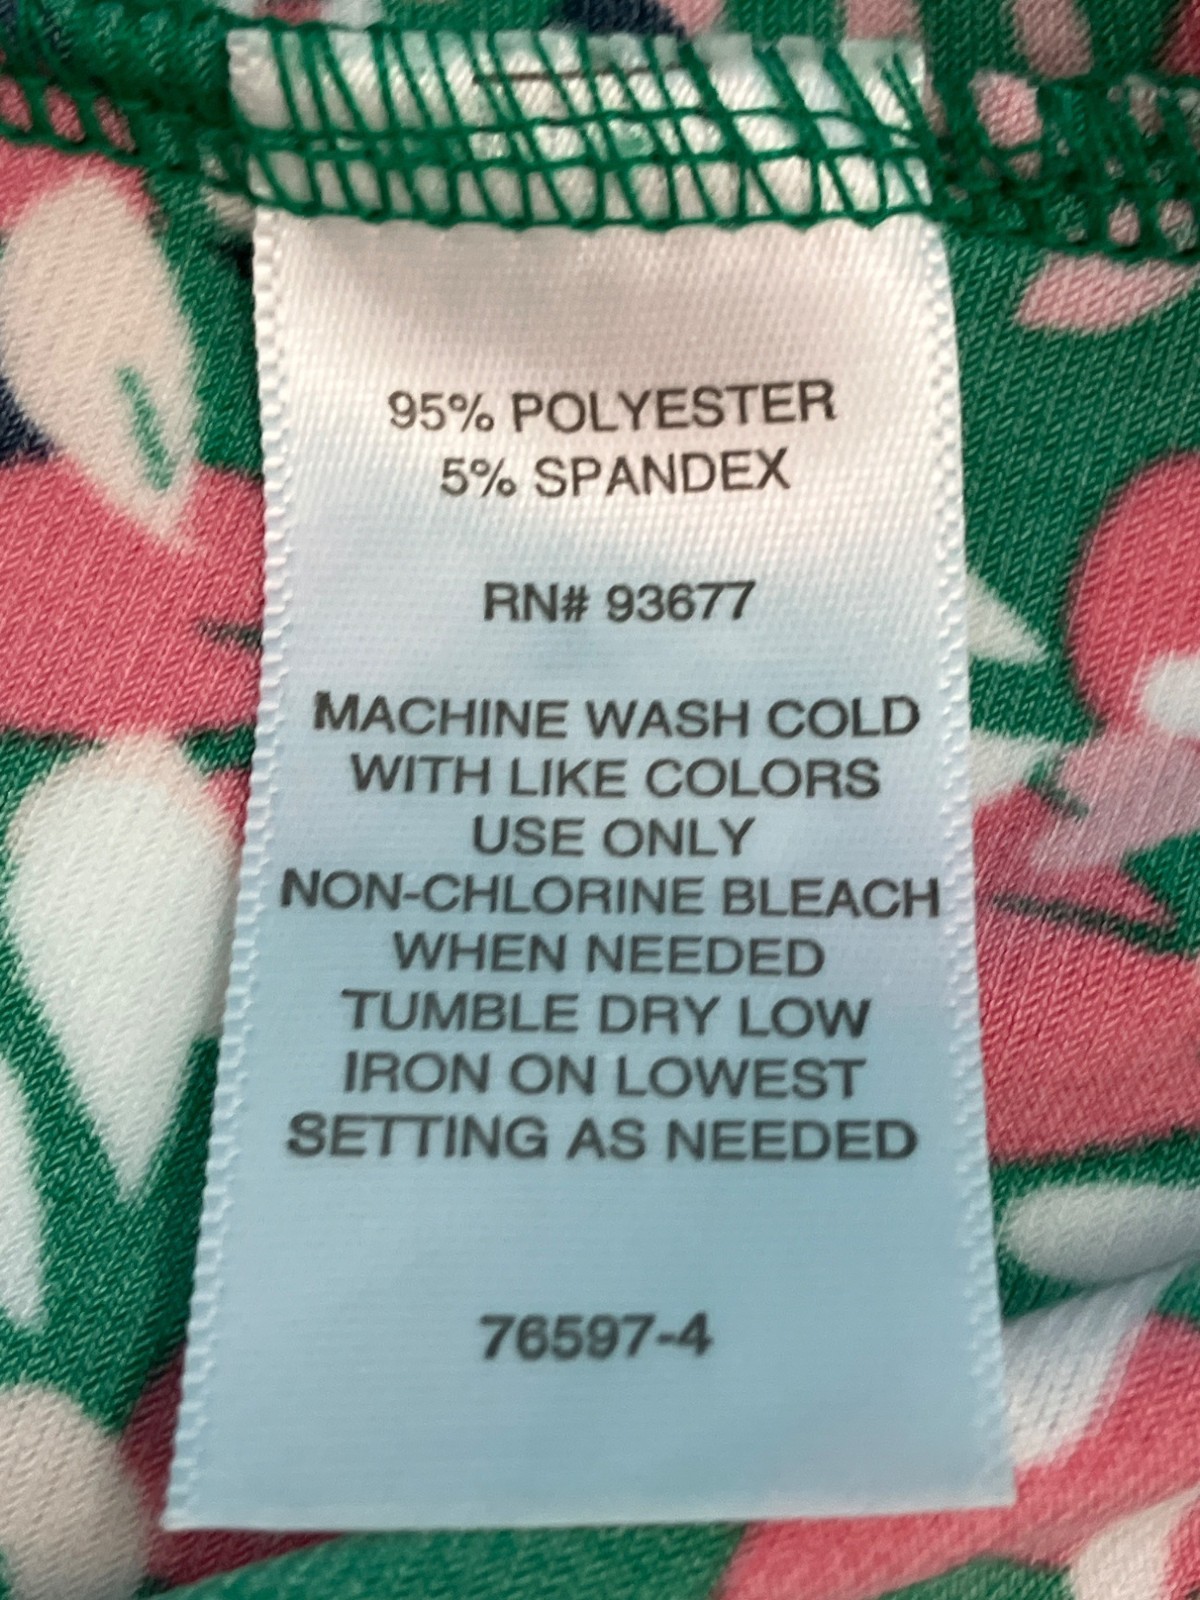 95% POLYESTER
5% SPANDEX
RN# 93677
MACHINE WASH COLD
WITH LIKE COLORS
USE ONLY
NON-CHLORINE BLEACH
WHEN NEEDED
TUMBLE DRY LOW
IRON ON LOWEST
SETTING AS NEEDED
76597-4